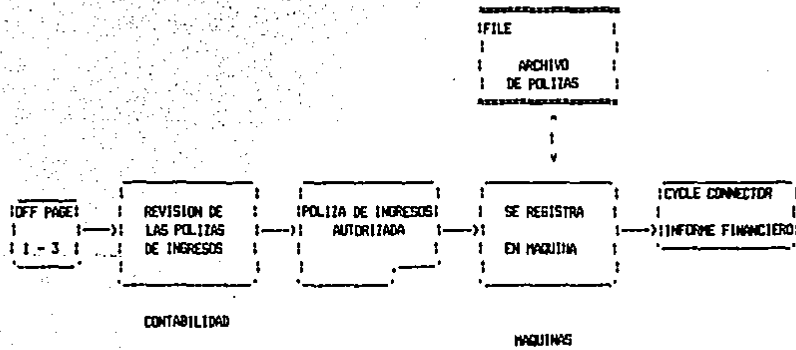 FILE
ARCHIVO
DE POLIZAS
OFF PAGE
1 - 3
REVISION DE
LAS POLIZAS
DE INGRESOS
POLIZA DE INGRESOS
AUTORIZADA
SE REGISTRA
EN MAQUINA
CYCLE CONNECTOR
INFORME FINANCIERO
CONTABILIDAD
MAQUINAS